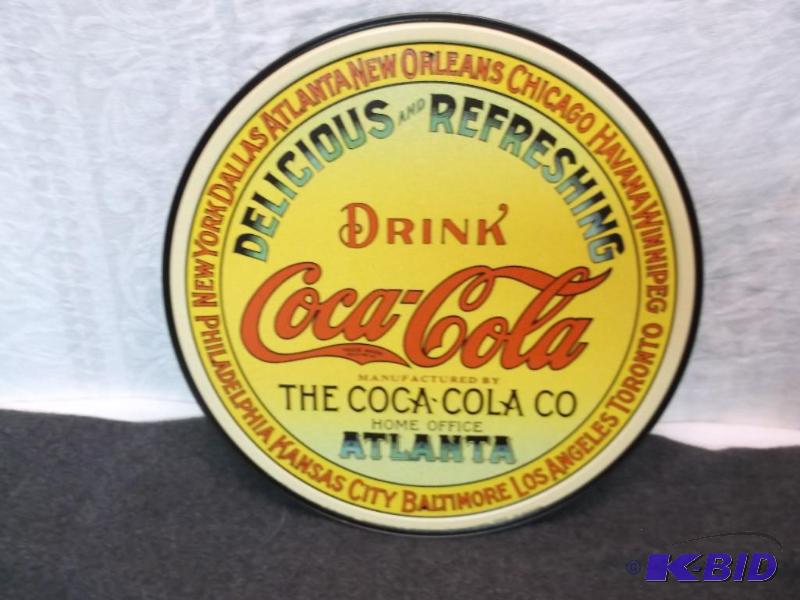 NEW YORK DALLAS ATLANTA NEW ORLEANS CHICAGO HAVANA WINNIPEG TORONTO LOS ANGELES BALTIMORE KANSAS CITY PHILADELPHIA
DELICIOUS AND REFRESHING
DRINK
Coca-Cola
MANUFACTURED BY
THE COCA-COLA CO
HOME OFFICE
ATLANTA
© K-BID